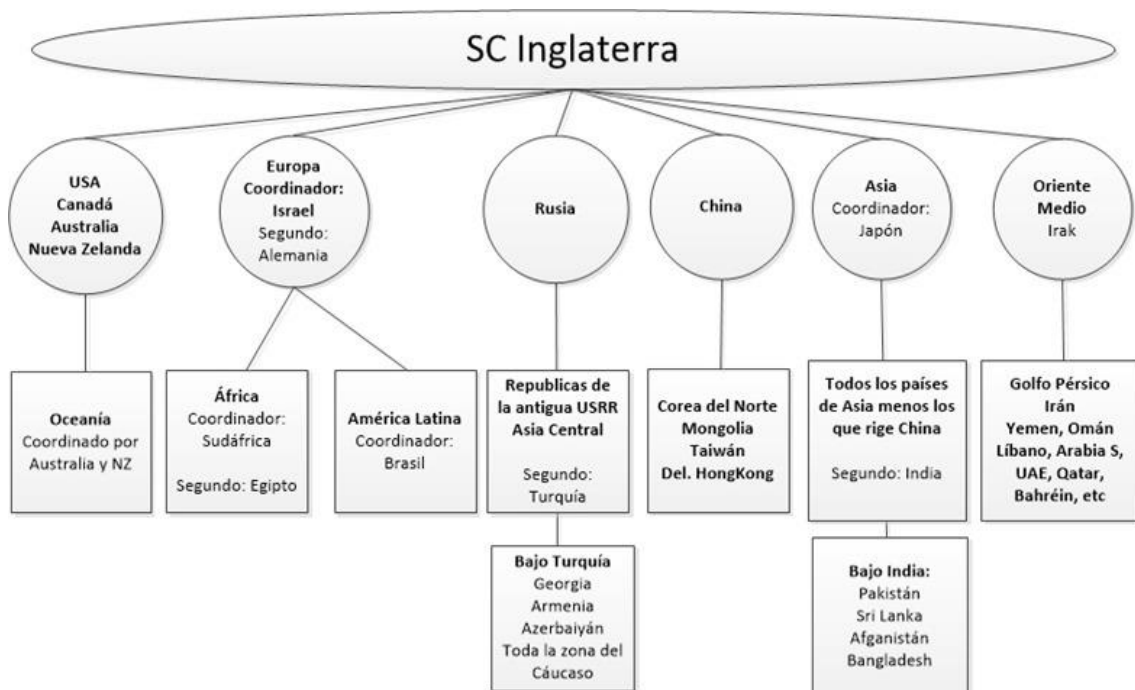 SC Inglaterra
USA
Canadá
Australia
Nueva Zelanda
Europa
Coordinador:
Israel
Segundo:
Alemania
Rusia
China
Asia
Coordinador:
Japón
Oriente
Medio
Irak
Oceanía
Coordinado por
Australia y NZ
África
Coordinador:
Sudáfrica
Segundo: Egipto
América Latina
Coordinador:
Brasil
Republicas de
la antigua USRR
Asia Central
Segundo:
Turquía
Corea del Norte
Mongolia
Taiwán
Del. HongKong
Todos los países
de Asia menos los
que rige China
Segundo: India
Golfo Pérsico
Irán
Yemen, Omán
Líbano, Arabia S,
UAE, Qatar,
Bahréin, etc
Bajo Turquía
Georgia
Armenia
Azerbaiyán
Toda la zona del
Cáucaso
Bajo India:
Pakistán
Sri Lanka
Afganistán
Bangladesh